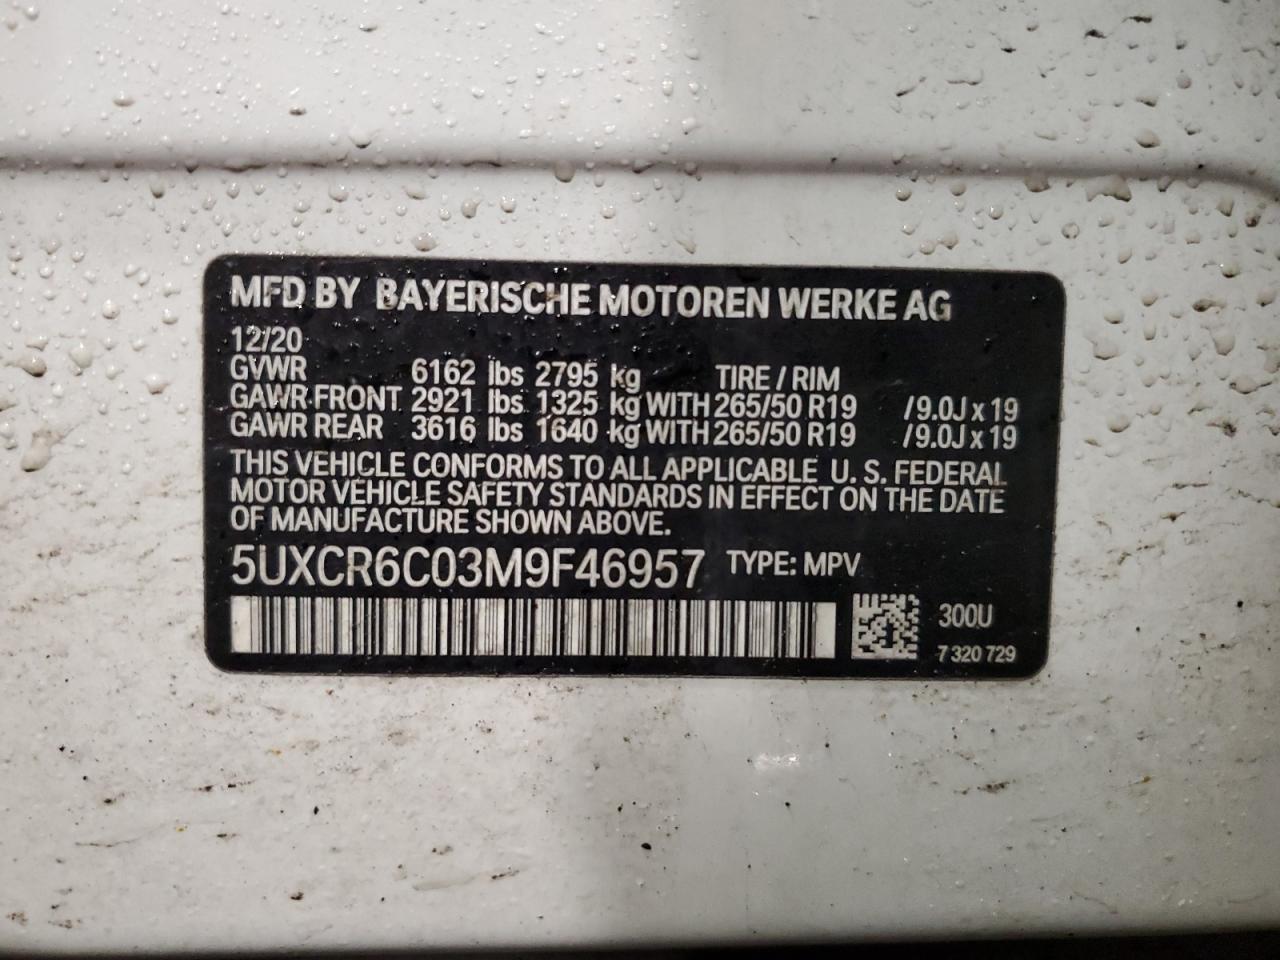 MFD BY BAYERISCHE MOTOREN WERKE AG
12/20
GVWR 6162 lbs 2795 kg TIRE / RIM
GAWR FRONT 2921 lbs 1325 kg WITH 265/50 R19 /9.0J x 19
GAWR REAR 3616 lbs 1640 kg WITH 265/50 R19 /9.0J x 19
THIS VEHICLE CONFORMS TO ALL APPLICABLE U. S. FEDERAL
MOTOR VEHICLE SAFETY STANDARDS IN EFFECT ON THE DATE
OF MANUFACTURE SHOWN ABOVE.
5UXCR6C03M9F46957 TYPE: MPV
300U
7 320 729